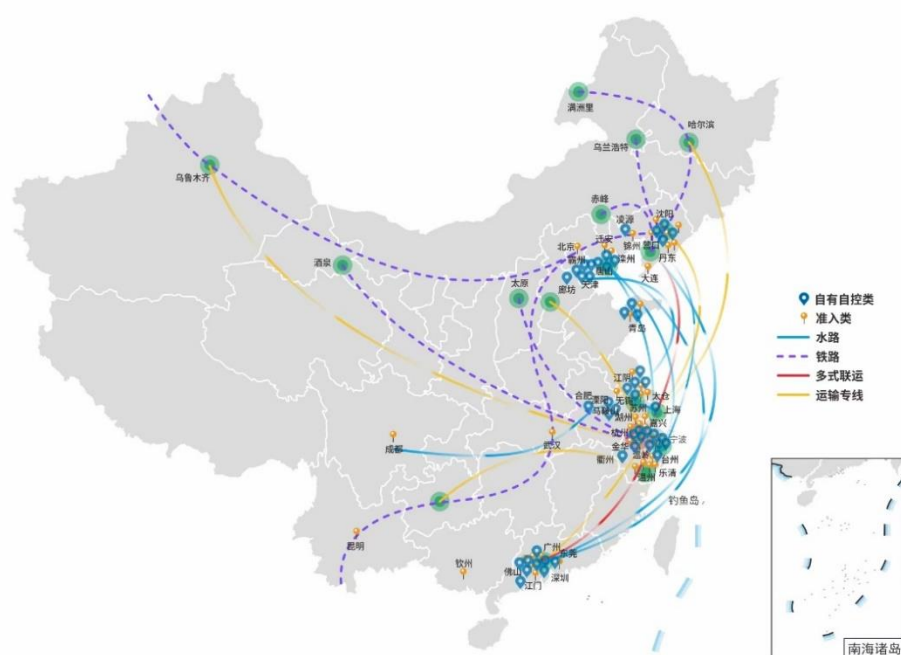 满洲里
哈尔滨
乌兰浩特
乌鲁木齐
赤峰
沈阳
凌源
锦州
营口
北京
迁安
丹东
酒泉
霸州
滦州
唐山
大连
太原
廊坊
天津
自有自控类
准入类
青岛
水路
铁路
江阴
多式联运
合肥
溧阳
无锡
太仓
运输专线
马鞍山
苏州
上海
湖州
嘉兴
杭州
宁波
成都
武汉
金华
衢州
温岭
台州
乐清
温州
钓鱼岛
昆明
广州
钦州
东莞
佛山
深圳
江门
南海诸岛